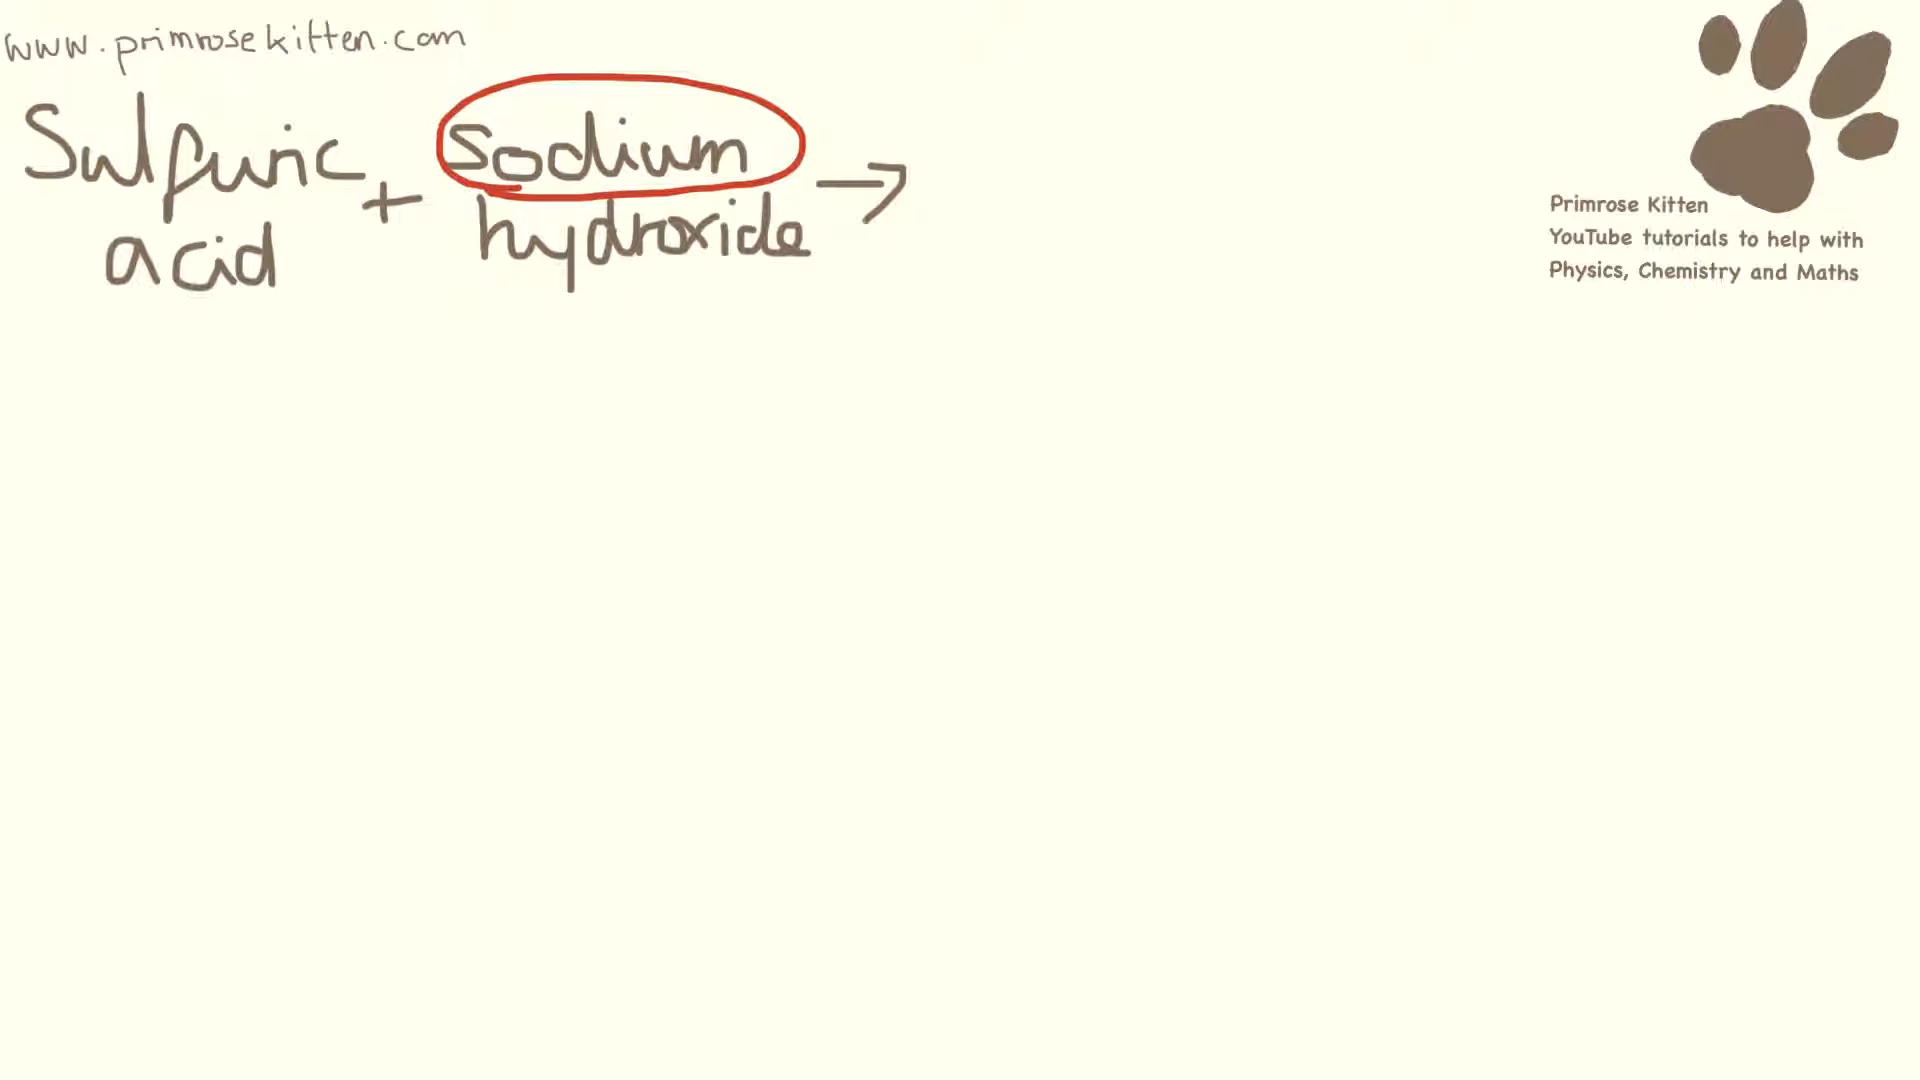 www.primrosekitten.com
Sulfuric + Sodium →
acid hydroxide
Primrose Kitten
YouTube tutorials to help with
Physics, Chemistry and Maths